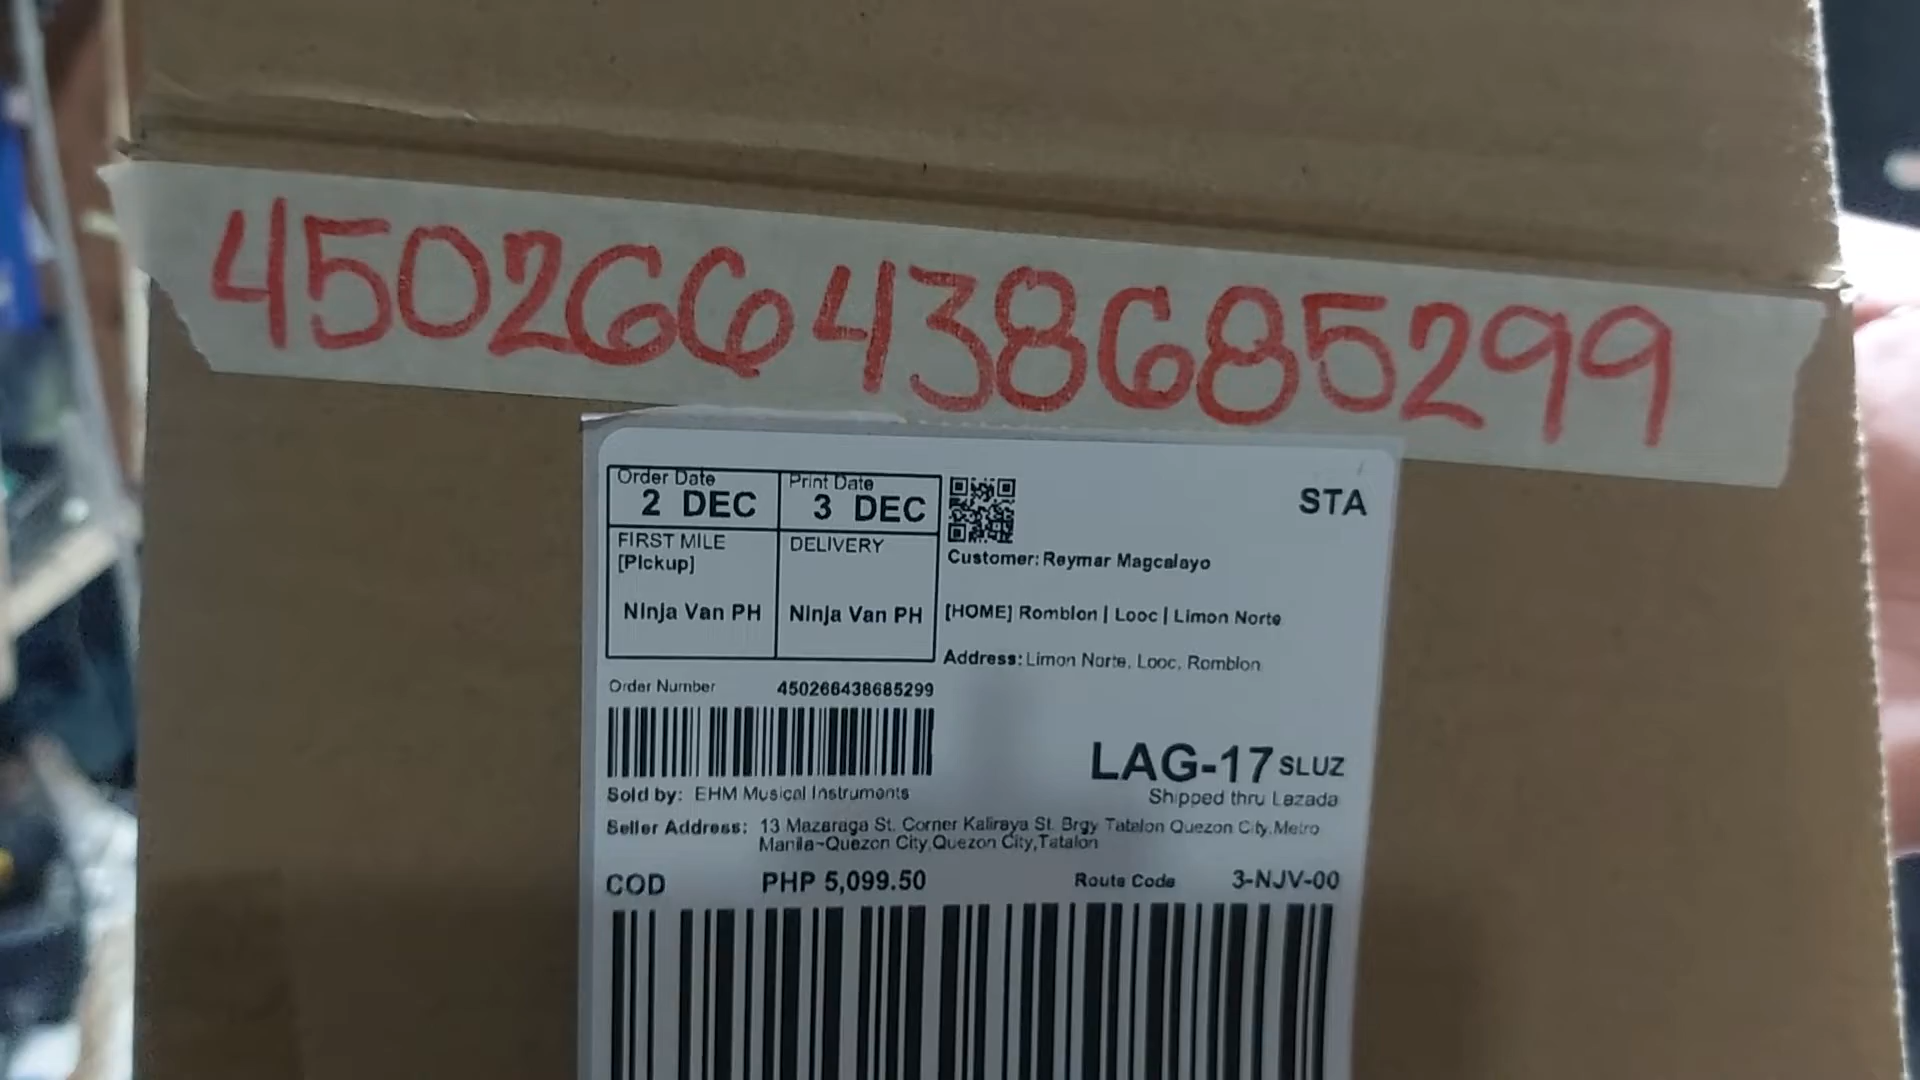 450266438685299
Order Date
2 DEC
Print Date
3 DEC
STA
FIRST MILE
[Pickup]
DELIVERY
Customer: Reymar Magcalayo
Ninja Van PH
Ninja Van PH
[HOME] Romblon | Looc | Limon Norte
Address: Limon Norte, Looc, Romblon
Order Number 450266438685299
LAG-17 SLUZ
Sold by: EHM Musical Instruments
Shipped thru Lazada
Seller Address: 13 Mazaraga St. Corner Kaliraya St. Brgy Tatalon Quezon City,Metro
Manila~Quezon City,Quezon City,Tatalon
COD PHP 5,099.50 Route Code 3-NJV-00